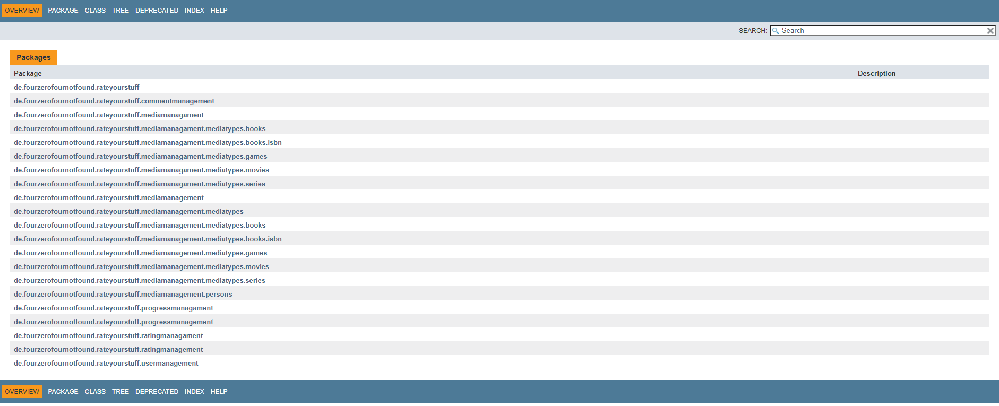 OVERVIEW PACKAGE CLASS TREE DEPRECATED INDEX HELP
SEARCH: Search
Packages
Package Description
de.fourzerofournotfound.rateyourstuff
de.fourzerofournotfound.rateyourstuff.commentmanagement
de.fourzerofournotfound.rateyourstuff.mediamanagament
de.fourzerofournotfound.rateyourstuff.mediamanagament.mediatypes.books
de.fourzerofournotfound.rateyourstuff.mediamanagament.mediatypes.books.isbn
de.fourzerofournotfound.rateyourstuff.mediamanagament.mediatypes.games
de.fourzerofournotfound.rateyourstuff.mediamanagament.mediatypes.movies
de.fourzerofournotfound.rateyourstuff.mediamanagament.mediatypes.series
de.fourzerofournotfound.rateyourstuff.mediamanagement
de.fourzerofournotfound.rateyourstuff.mediamanagement.mediatypes
de.fourzerofournotfound.rateyourstuff.mediamanagement.mediatypes.books
de.fourzerofournotfound.rateyourstuff.mediamanagement.mediatypes.books.isbn
de.fourzerofournotfound.rateyourstuff.mediamanagement.mediatypes.games
de.fourzerofournotfound.rateyourstuff.mediamanagement.mediatypes.movies
de.fourzerofournotfound.rateyourstuff.mediamanagement.mediatypes.series
de.fourzerofournotfound.rateyourstuff.mediamanagement.persons
de.fourzerofournotfound.rateyourstuff.progressmanagament
de.fourzerofournotfound.rateyourstuff.progressmanagement
de.fourzerofournotfound.rateyourstuff.ratingmanagament
de.fourzerofournotfound.rateyourstuff.ratingmanagement
de.fourzerofournotfound.rateyourstuff.usermanagement
OVERVIEW PACKAGE CLASS TREE DEPRECATED INDEX HELP